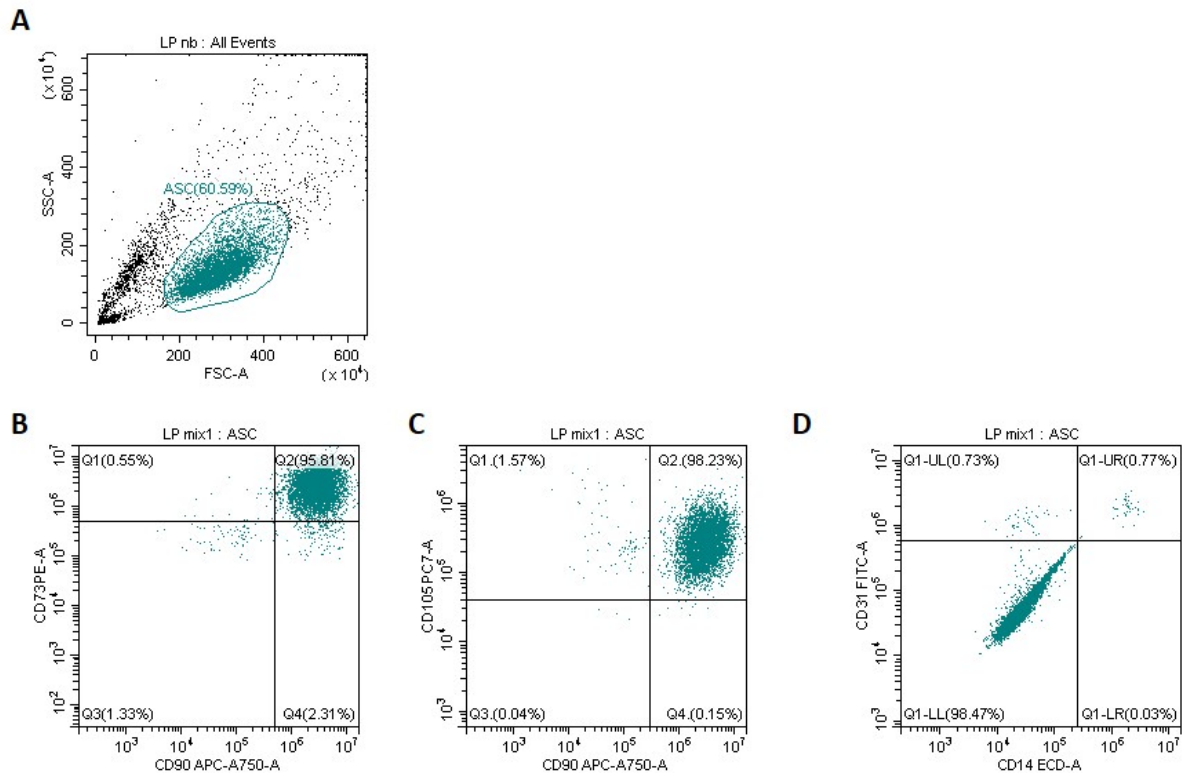 A
LP nb : All Events
(x10⁴)
600
400
200
0
SSC-A
ASC(60.59%)
0 200 400 600
FSC-A
(x10⁴)
B
LP mix1 : ASC
Q1(0.55%) Q2(95.81%)
10⁷
10⁶
10⁵
10⁴
10³
10²
CD73PE-A
Q3(1.33%) Q4(2.31%)
10³ 10⁴ 10⁵ 10⁶ 10⁷
CD90 APC-A750-A
C
LP mix1 : ASC
Q1.(1.57%) Q2.(98.23%)
10⁷
10⁶
10⁵
10⁴
10³
CD105PC7-A
Q3.(0.04%) Q4.(0.15%)
10³ 10⁴ 10⁵ 10⁶ 10⁷
CD90 APC-A750-A
D
LP mix1 : ASC
Q1-UL(0.73%) Q1-UR(0.77%)
10⁷
10⁶
10⁵
10⁴
10³
CD31 FITC-A
Q1-LL(98.47%) Q1-LR(0.03%)
10³ 10⁴ 10⁵ 10⁶ 10⁷
CD14 ECD-A